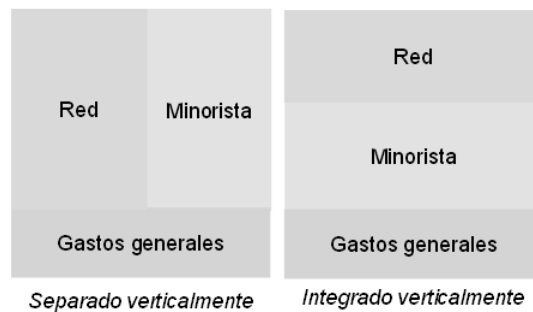 Red
Minorista
Gastos generales
Separado verticalmente
Red
Minorista
Gastos generales
Integrado verticalmente